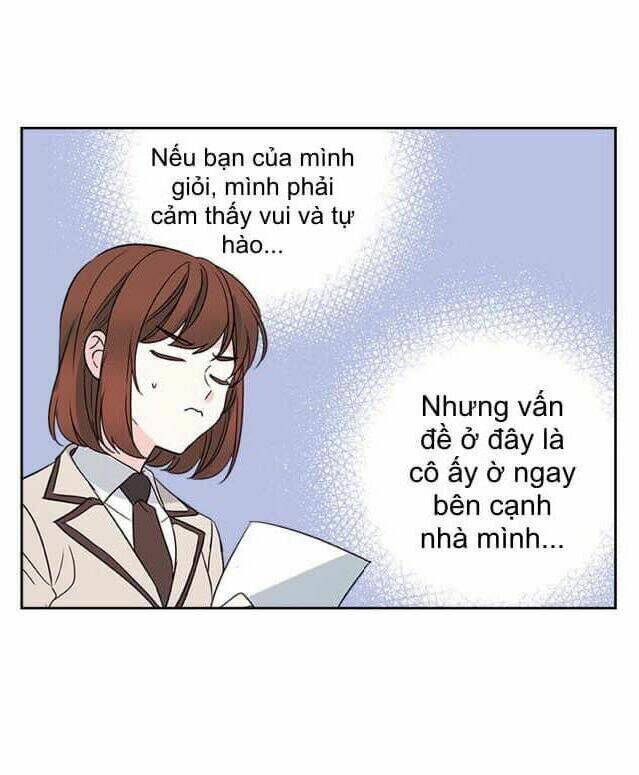 Nếu bạn của mình
giỏi, mình phải
cảm thấy vui và tự
hào...
Nhưng vấn
đề ở đây là
cô ấy ờ ngay
bên cạnh
nhà mình...